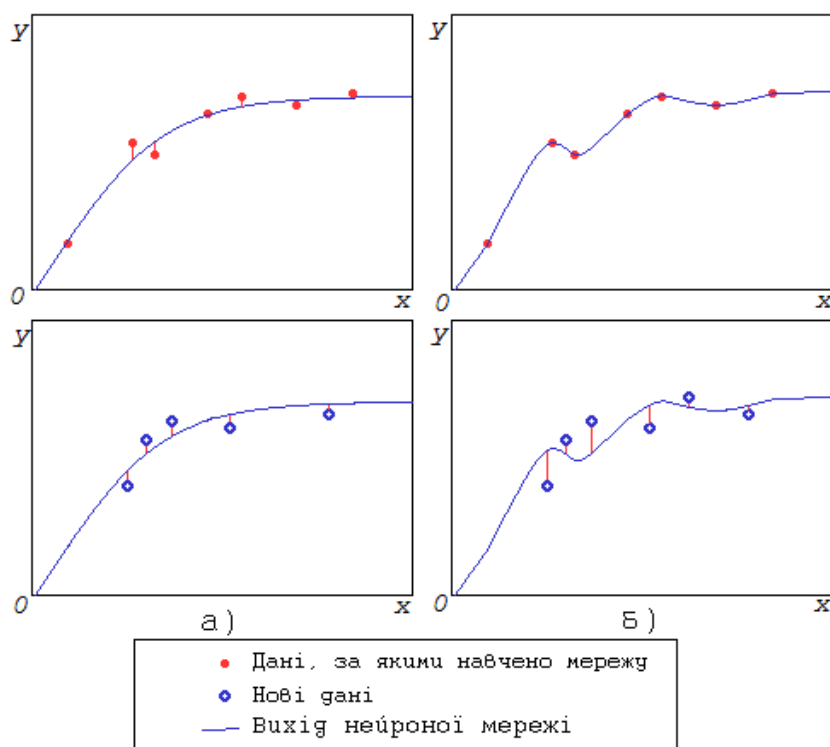 y
y
0
x
0
x
y
y
0
x
0
x
а)
б)
Дані, за якими навчено мережу
Нові дані
Вихід нейроної мережі